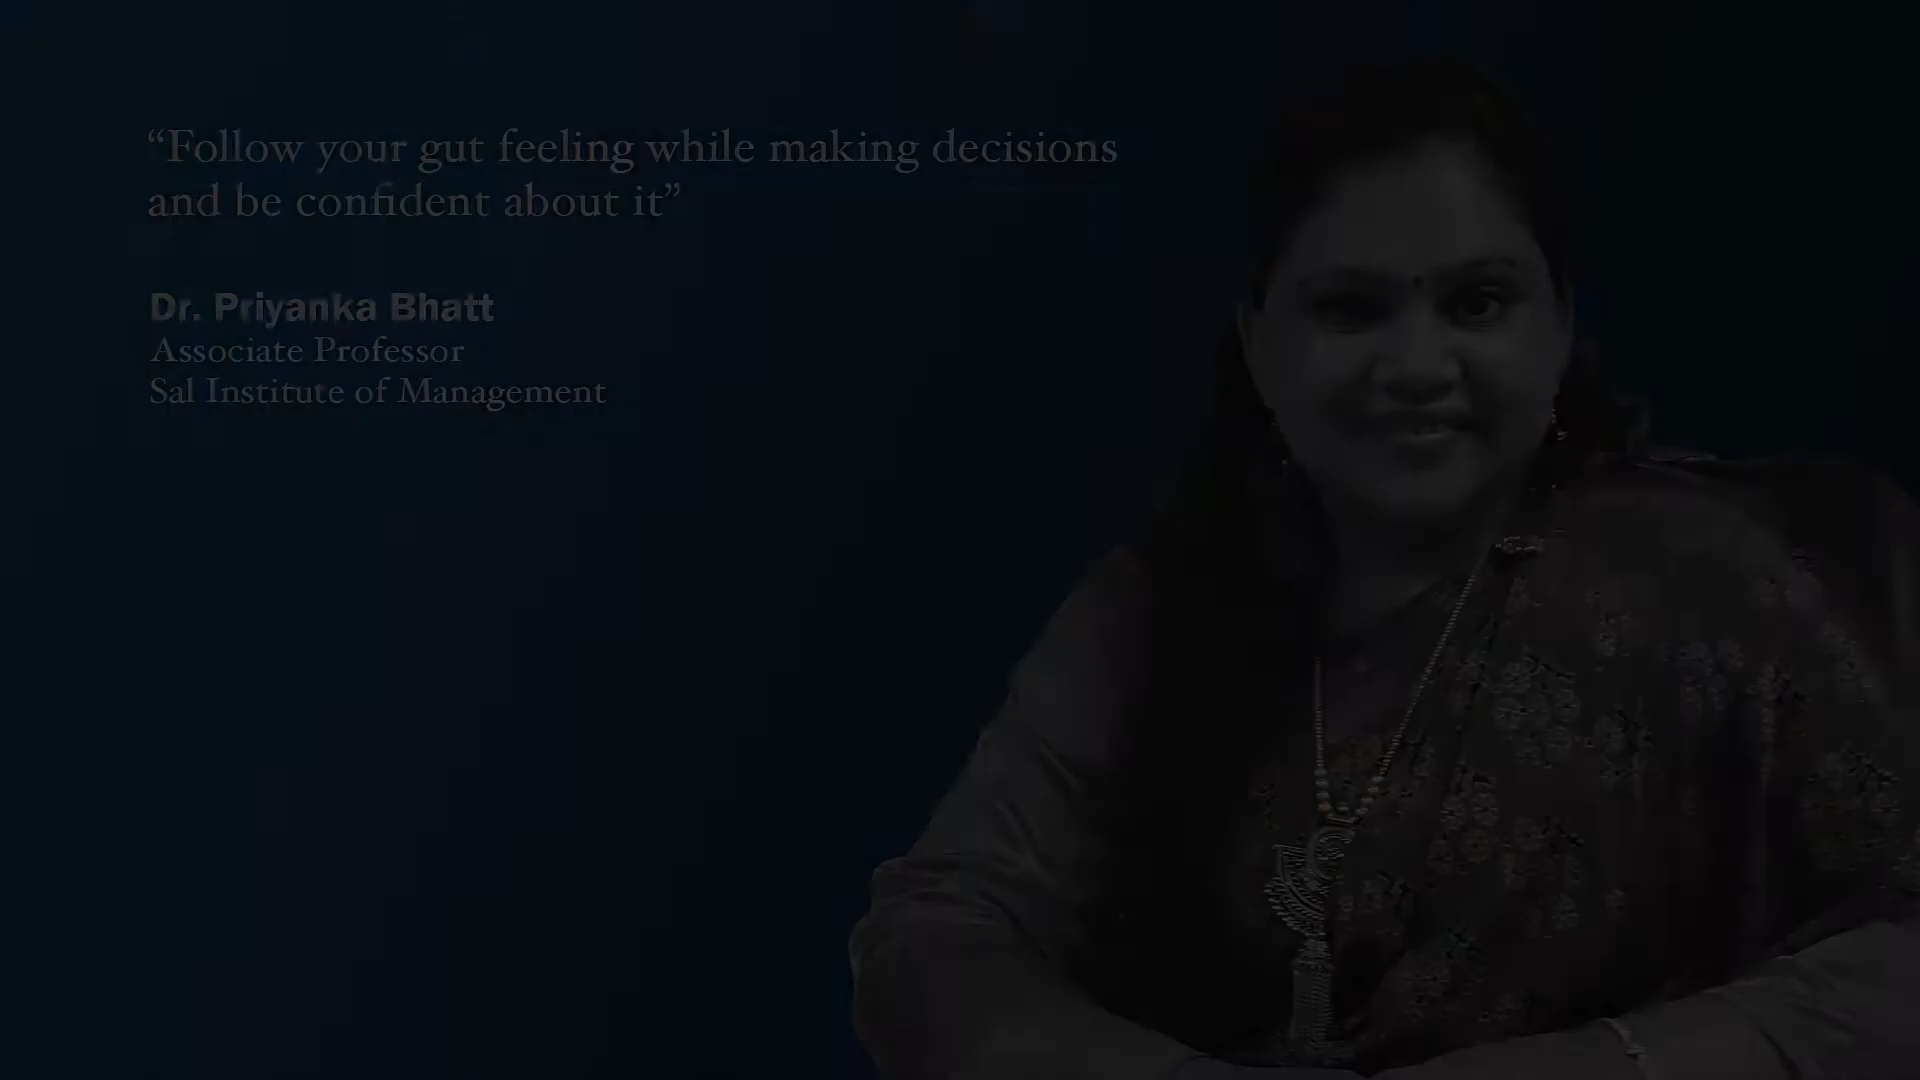 “Follow your gut feeling while making decisions
and be confident about it”
Dr. Priyanka Bhatt
Associate Professor
Sal Institute of Management